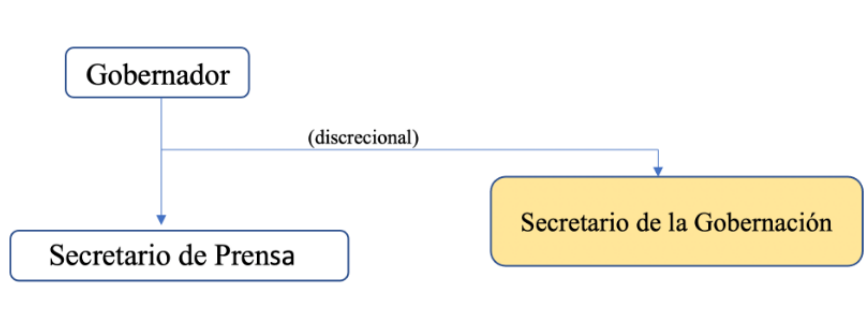 Gobernador
(discrecional)
Secretario de la Gobernación
Secretario de Prensa